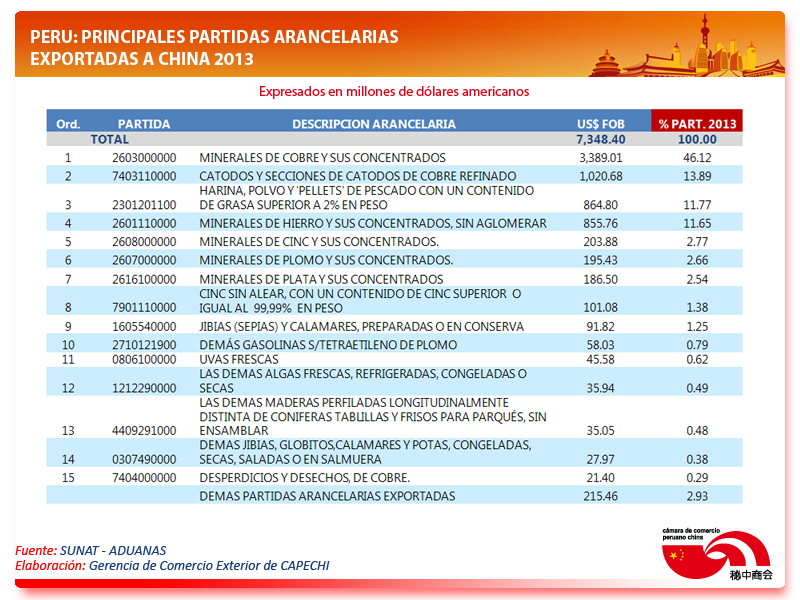 PERU: PRINCIPALES PARTIDAS ARANCELARIAS
EXPORTADAS A CHINA 2013
Expresados en millones de dólares americanos
Ord. PARTIDA DESCRIPCION ARANCELARIA US$ FOB % PART. 2013
TOTAL 7,348.40 100.00
1 2603000000 MINERALES DE COBRE Y SUS CONCENTRADOS 3,389.01 46.12
2 7403110000 CATODOS Y SECCIONES DE CATODOS DE COBRE REFINADO 1,020.68 13.89
HARINA, POLVO Y 'PELLETS' DE PESCADO CON UN CONTENIDO
3 2301201100 DE GRASA SUPERIOR A 2% EN PESO 864.80 11.77
4 2601110000 MINERALES DE HIERRO Y SUS CONCENTRADOS, SIN AGLOMERAR 855.76 11.65
5 2608000000 MINERALES DE CINC Y SUS CONCENTRADOS. 203.88 2.77
6 2607000000 MINERALES DE PLOMO Y SUS CONCENTRADOS. 195.43 2.66
7 2616100000 MINERALES DE PLATA Y SUS CONCENTRADOS 186.50 2.54
CINC SIN ALEAR, CON UN CONTENIDO DE CINC SUPERIOR O
8 7901110000 IGUAL AL 99,99% EN PESO 101.08 1.38
9 1605540000 JIBIAS (SEPIAS) Y CALAMARES, PREPARADAS O EN CONSERVA 91.82 1.25
10 2710121900 DEMÁS GASOLINAS S/TETRAETILENO DE PLOMO 58.03 0.79
11 0806100000 UVAS FRESCAS 45.58 0.62
LAS DEMAS ALGAS FRESCAS, REFRIGERADAS, CONGELADAS O
12 1212290000 SECAS 35.94 0.49
LAS DEMAS MADERAS PERFILADAS LONGITUDINALMENTE
DISTINTA DE CONIFERAS TABLILLAS Y FRISOS PARA PARQUÉS, SIN
13 4409291000 ENSAMBLAR 35.05 0.48
DEMAS JIBIAS, GLOBITOS,CALAMARES Y POTAS, CONGELADAS,
14 0307490000 SECAS, SALADAS O EN SALMUERA 27.97 0.38
15 7404000000 DESPERDICIOS Y DESECHOS, DE COBRE. 21.40 0.29
DEMAS PARTIDAS ARANCELARIAS EXPORTADAS 215.46 2.93
cámara de comercio
peruano china
秘中商会
Fuente: SUNAT - ADUANAS
Elaboración: Gerencia de Comercio Exterior de CAPECHI